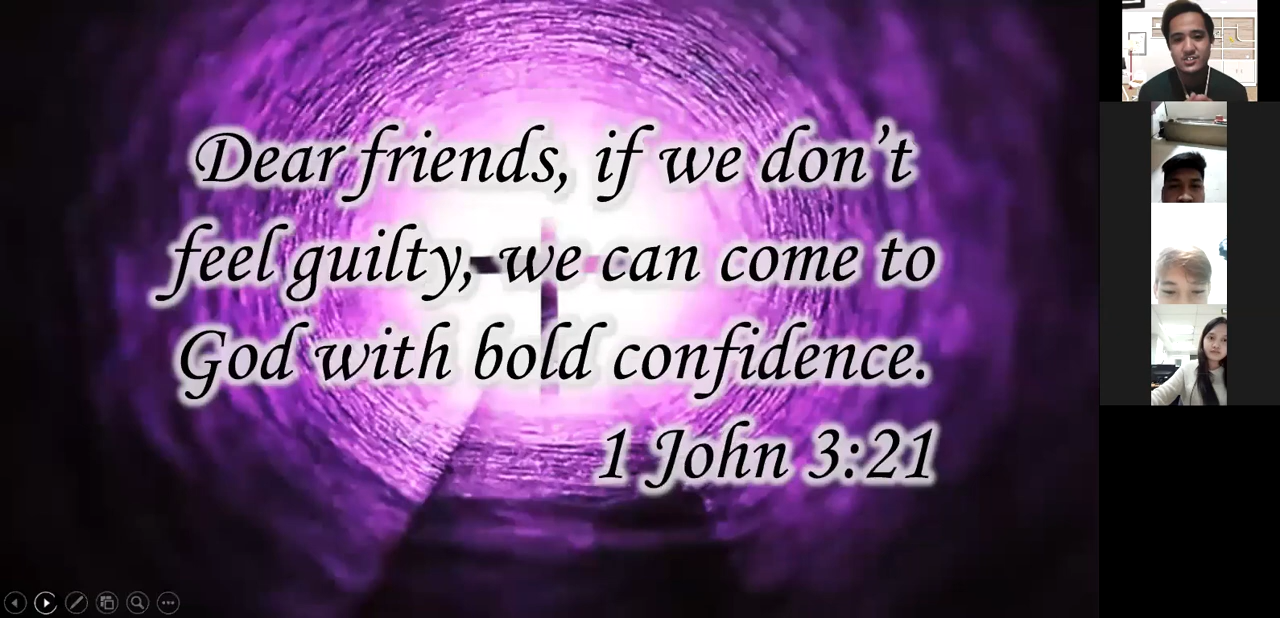 Dear friends, if we don’t
feel guilty, we can come to
God with bold confidence.
1 John 3:21